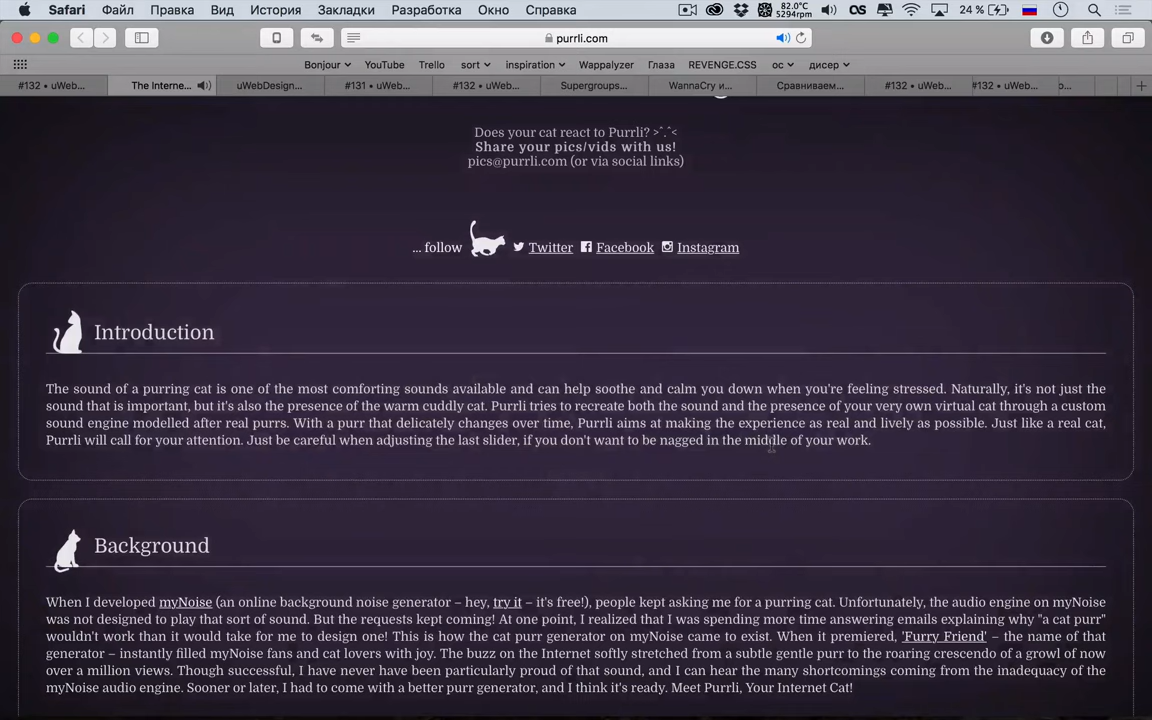 Safari Файл Правка Вид История Закладки Разработка Окно Справка 82.0°C 5294rpm 24 %
purrli.com
Bonjour YouTube Trello sort inspiration Wappalyzer Глаза REVENGE.CSS ос дисер
#132 • uWeb... The Interne... uWebDesign... #131 • uWeb... #132 • uWeb... Supergroups... WannaCry и... Сравниваем... #132 • uWeb... #132 • uWeb...
Does your cat react to Purrli? >^.^<
Share your pics/vids with us!
pics@purrli.com (or via social links)
... follow Twitter Facebook Instagram
Introduction
The sound of a purring cat is one of the most comforting sounds available and can help soothe and calm you down when you're feeling stressed. Naturally, it's not just the
sound that is important, but it's also the presence of the warm cuddly cat. Purrli tries to recreate both the sound and the presence of your very own virtual cat through a custom
sound engine modelled after real purrs. With a purr that delicately changes over time, Purrli aims at making the experience as real and lively as possible. Just like a real cat,
Purrli will call for your attention. Just be careful when adjusting the last slider, if you don't want to be nagged in the middle of your work.
Background
When I developed myNoise (an online background noise generator – hey, try it – it's free!), people kept asking me for a purring cat. Unfortunately, the audio engine on myNoise
was not designed to play that sort of sound. But the requests kept coming! At one point, I realized that I was spending more time answering emails explaining why "a cat purr"
wouldn't work than it would take for me to design one! This is how the cat purr generator on myNoise came to exist. When it premiered, 'Furry Friend' – the name of that
generator – instantly filled myNoise fans and cat lovers with joy. The buzz on the Internet softly stretched from a subtle gentle purr to the roaring crescendo of a growl of now
over a million views. Though successful, I have never have been particularly proud of that sound, and I can hear the many shortcomings coming from the inadequacy of the
myNoise audio engine. Sooner or later, I had to come with a better purr generator, and I think it's ready. Meet Purrli, Your Internet Cat!